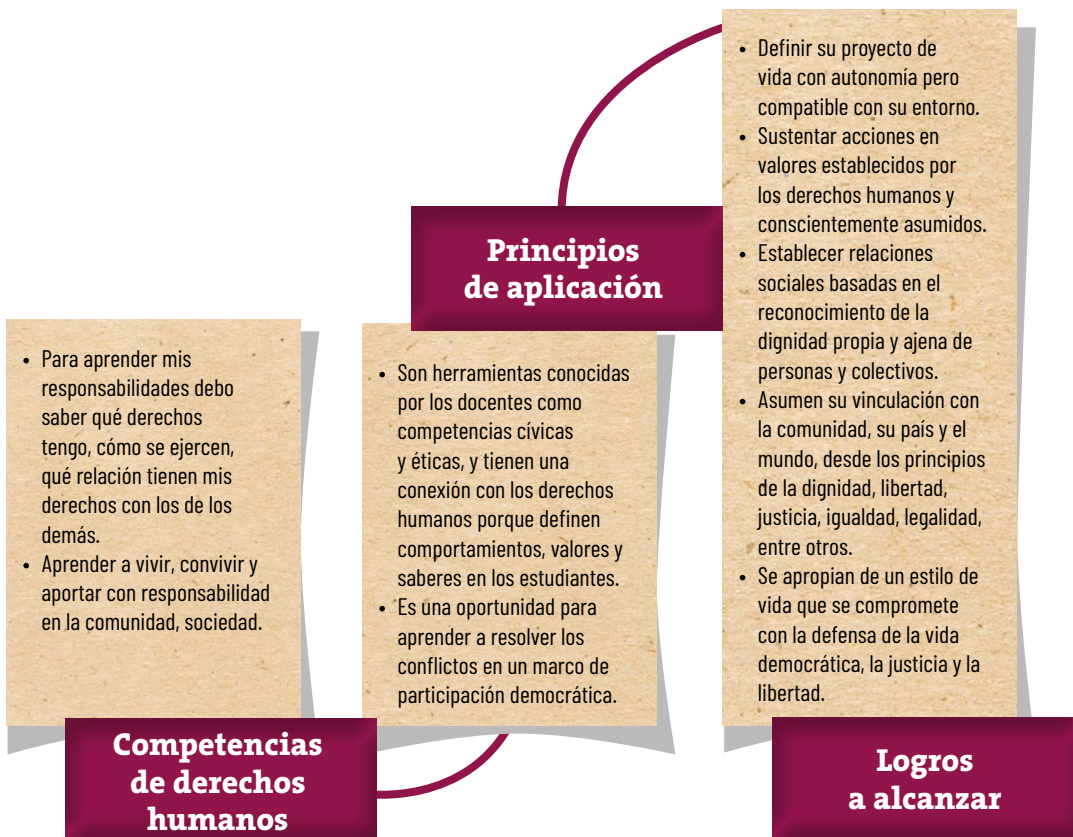 • Para aprender mis
responsabilidades debo
saber qué derechos
tengo, cómo se ejercen,
qué relación tienen mis
derechos con los de los
demás.
• Aprender a vivir, convivir y
aportar con responsabilidad
en la comunidad, sociedad.
Competencias
de derechos
humanos
Principios
de aplicación
• Son herramientas conocidas
por los docentes como
competencias cívicas
y éticas, y tienen una
conexión con los derechos
humanos porque definen
comportamientos, valores y
saberes en los estudiantes.
• Es una oportunidad para
aprender a resolver los
conflictos en un marco de
participación democrática.
• Definir su proyecto de
vida con autonomía pero
compatible con su entorno.
• Sustentar acciones en
valores establecidos por
los derechos humanos y
conscientemente asumidos.
• Establecer relaciones
sociales basadas en el
reconocimiento de la
dignidad propia y ajena de
personas y colectivos.
• Asumen su vinculación con
la comunidad, su país y el
mundo, desde los principios
de la dignidad, libertad,
justicia, igualdad, legalidad,
entre otros.
• Se apropian de un estilo de
vida que se compromete
con la defensa de la vida
democrática, la justicia y la
libertad.
Logros
a alcanzar